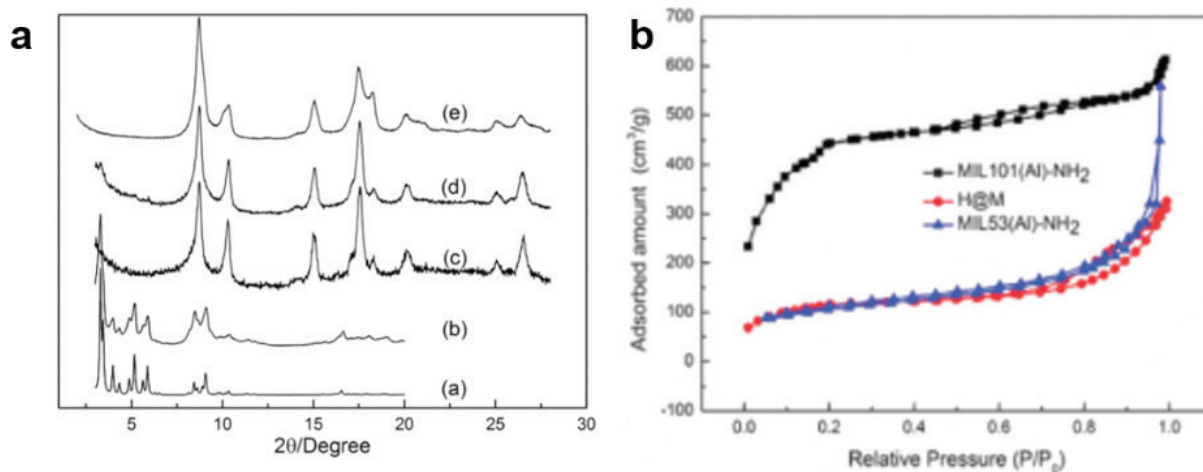 a
(e)
(d)
(c)
(b)
(a)
5 10 15 20 25 30
2θ/Degree
b
700
600
500
400
300
200
100
0
-100
Adsorbed amount (cm³/g)
MIL101(Al)-NH₂
H@M
MIL53(Al)-NH₂
0.0 0.2 0.4 0.6 0.8 1.0
Relative Pressure (P/P₀)